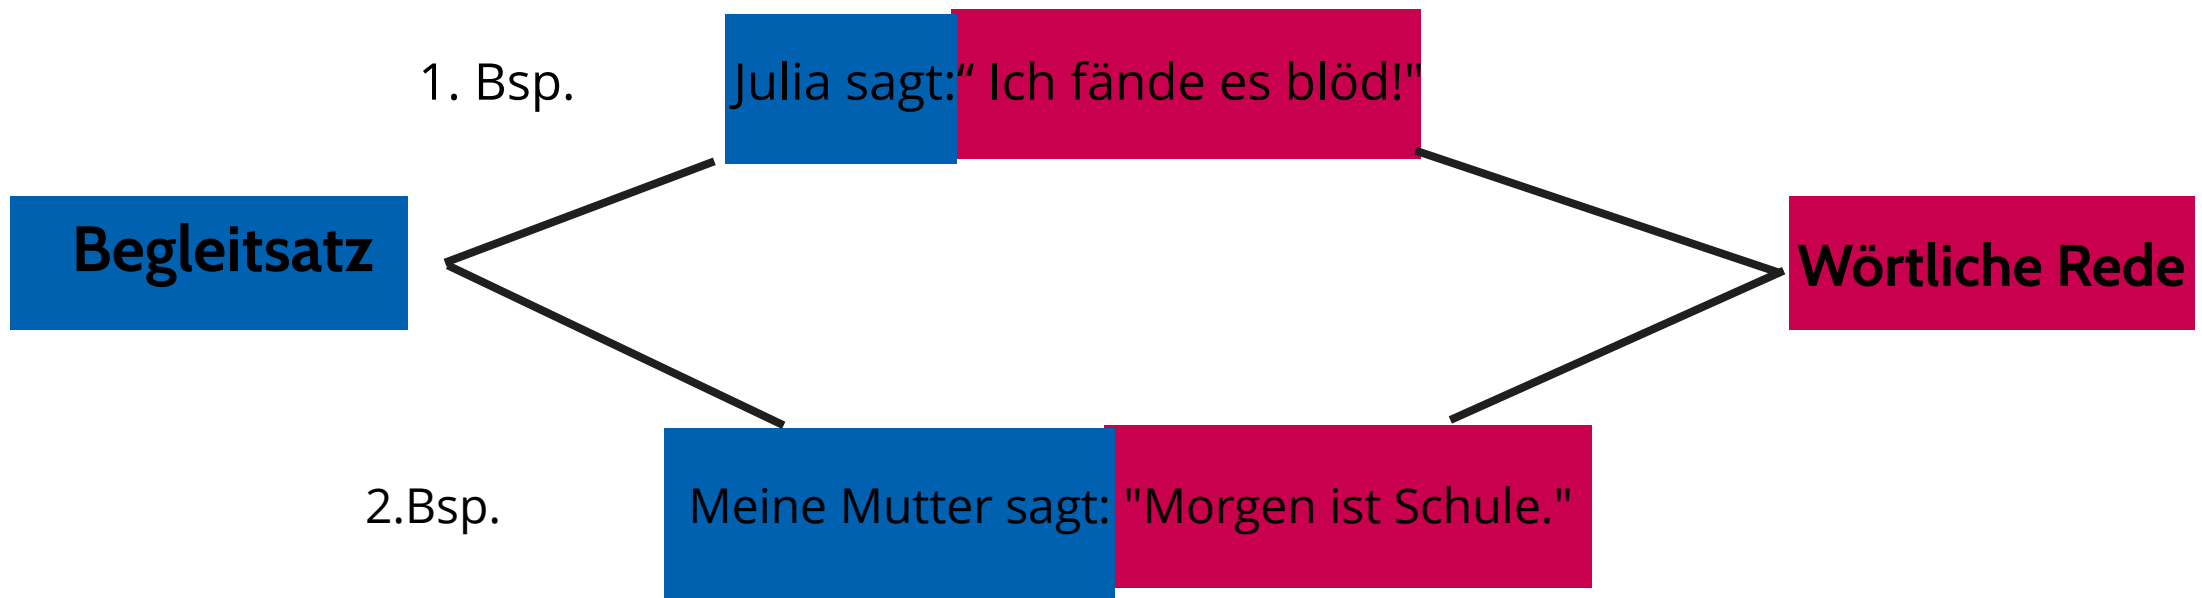 1. Bsp.
Julia sagt:“ Ich fände es blöd!"
Begleitsatz
Wörtliche Rede
2.Bsp.
Meine Mutter sagt: "Morgen ist Schule."